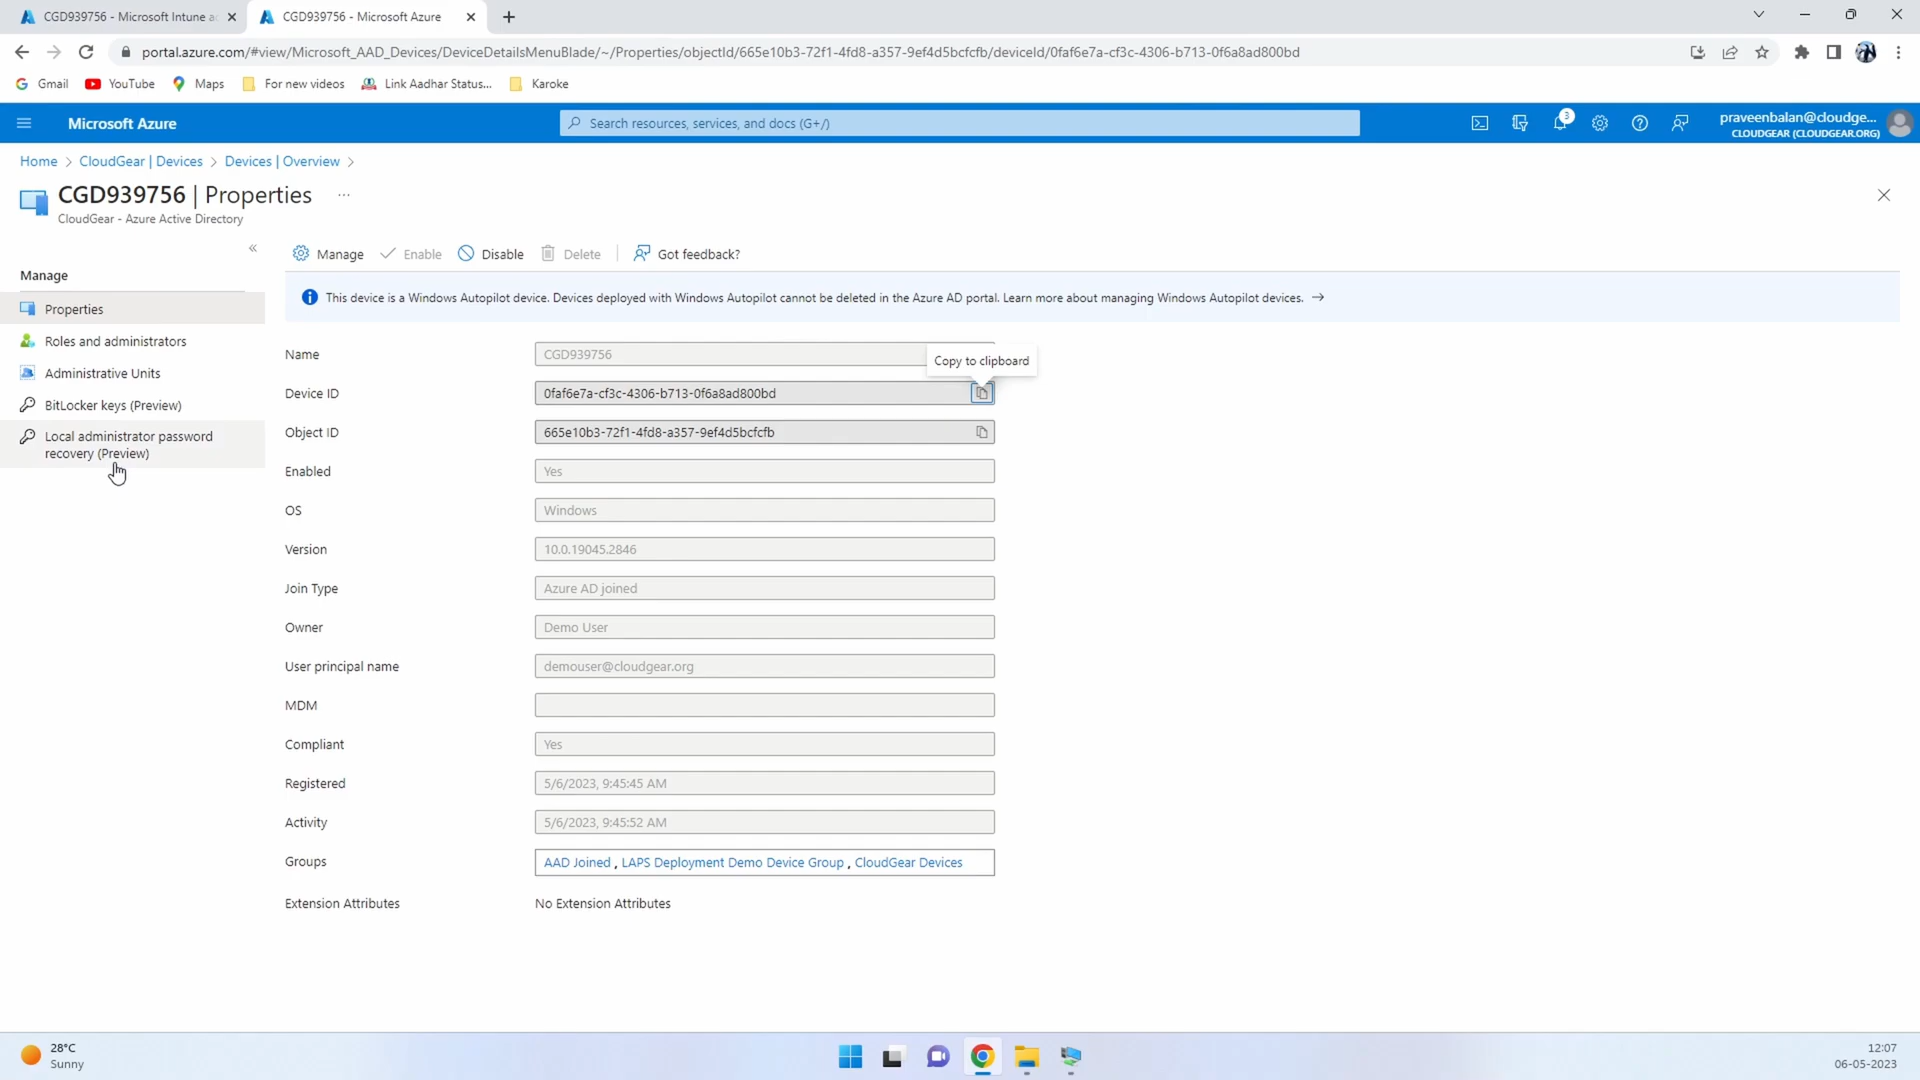 CGD939756 - Microsoft Intune a
CGD939756 - Microsoft Azure
portal.azure.com/#view/Microsoft_AAD_Devices/DeviceDetailsMenuBlade/~/Properties/objectId/665e10b3-72f1-4fd8-a357-9ef4d5bcfcfb/deviceId/0faf6e7a-cf3c-4306-b713-0f6a8ad800bd
Gmail
YouTube
Maps
For new videos
Link Aadhar Status...
Karoke
Microsoft Azure
Search resources, services, and docs (G+/)
3
praveenbalan@cloudge...
CLOUDGEAR (CLOUDGEAR.ORG)
Home > CloudGear | Devices > Devices | Overview >
CGD939756 | Properties ...
CloudGear - Azure Active Directory
Manage
Properties
Roles and administrators
Administrative Units
BitLocker keys (Preview)
Local administrator password
recovery (Preview)
Manage
Enable
Disable
Delete
Got feedback?
This device is a Windows Autopilot device. Devices deployed with Windows Autopilot cannot be deleted in the Azure AD portal. Learn more about managing Windows Autopilot devices. →
Name
CGD939756
Copy to clipboard
Device ID
0faf6e7a-cf3c-4306-b713-0f6a8ad800bd
Object ID
665e10b3-72f1-4fd8-a357-9ef4d5bcfcfb
Enabled
Yes
OS
Windows
Version
10.0.19045.2846
Join Type
Azure AD joined
Owner
Demo User
User principal name
demouser@cloudgear.org
MDM
Compliant
Yes
Registered
5/6/2023, 9:45:45 AM
Activity
5/6/2023, 9:45:52 AM
Groups
AAD Joined , LAPS Deployment Demo Device Group , CloudGear Devices
Extension Attributes
No Extension Attributes
28°C
Sunny
12:07
06-05-2023